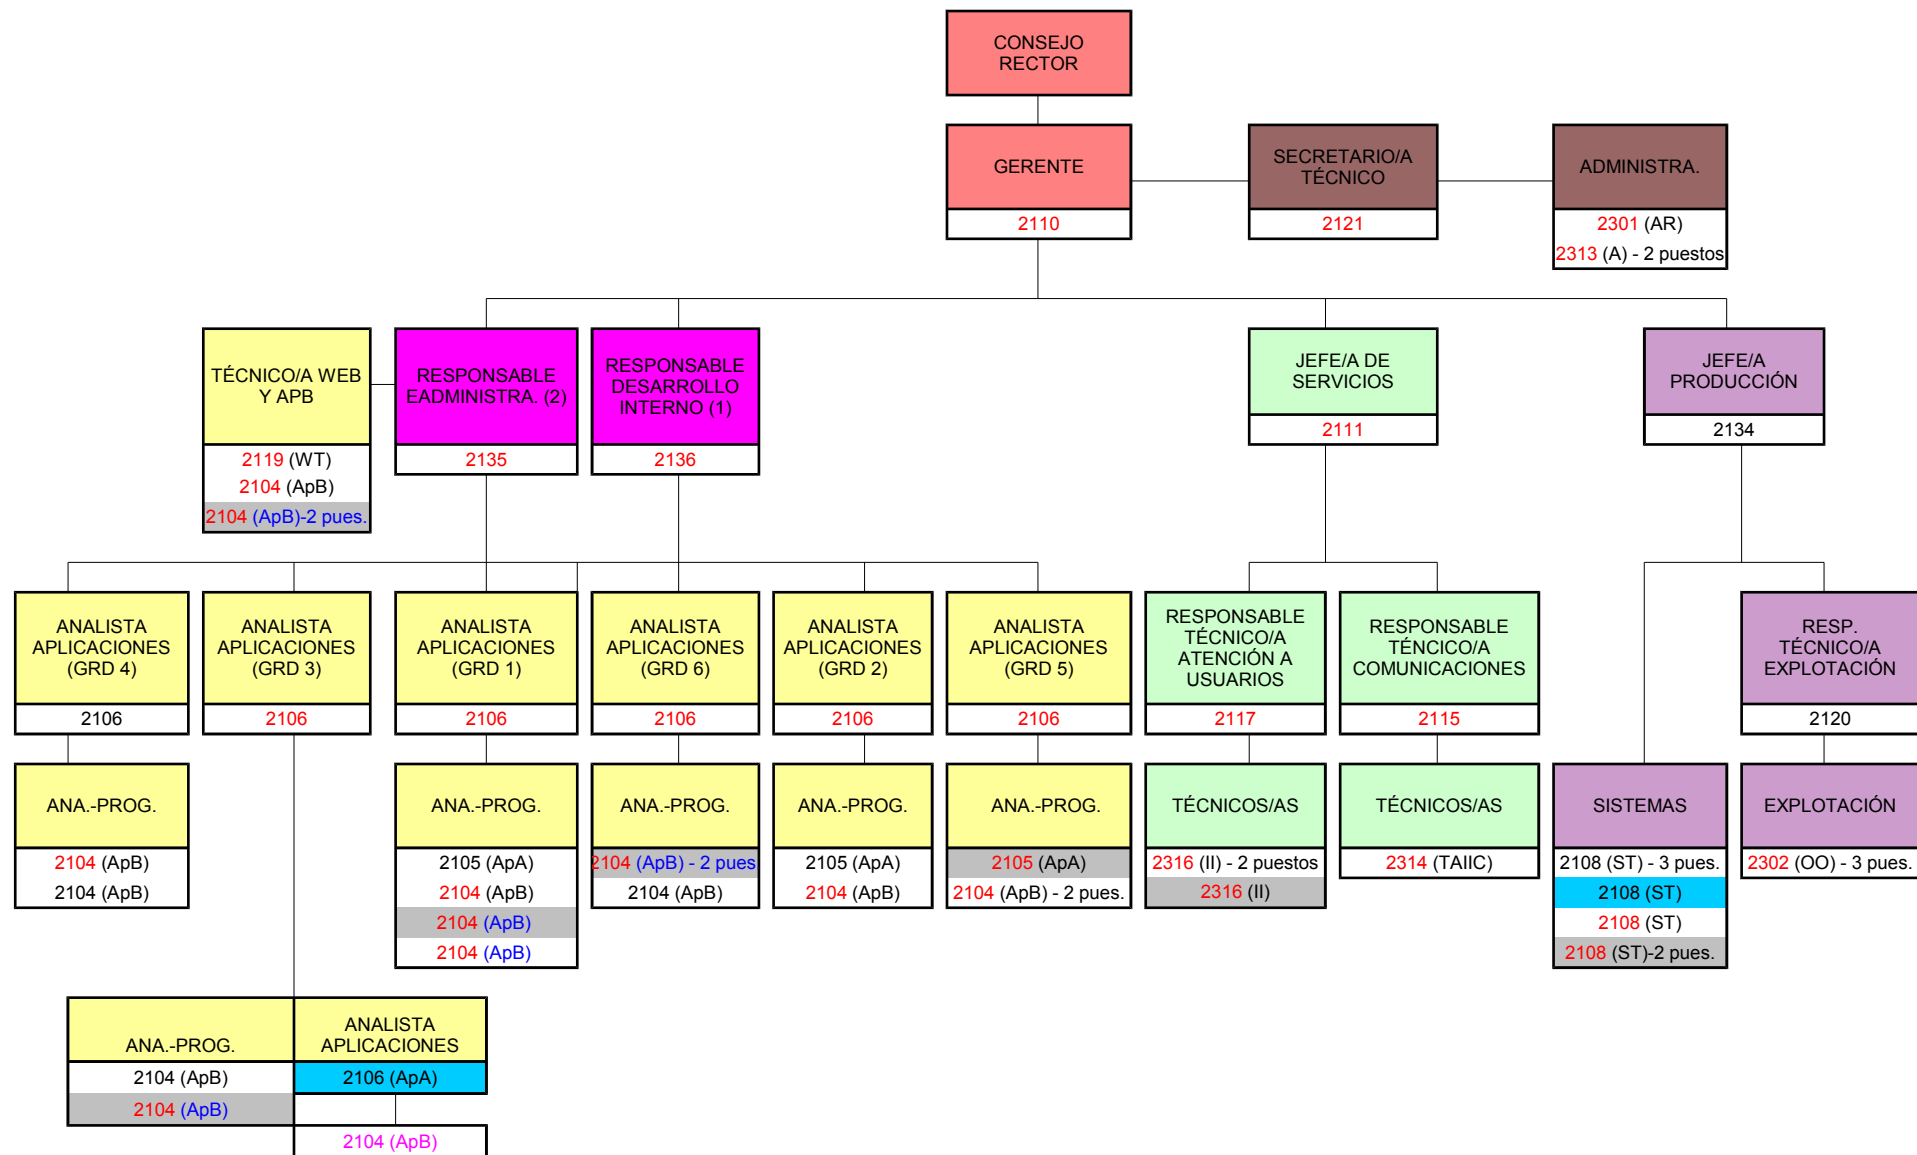 CONSEJO
RECTOR
GERENTE
2110
SECRETARIO/A
TÉCNICO
2121
ADMINISTRA.
2301 (AR)
2313 (A) - 2 puestos
TÉCNICO/A WEB
Y APB
2119 (WT)
2104 (ApB)
2104 (ApB)-2 pues.
RESPONSABLE
EADMINISTRA. (2)
2135
RESPONSABLE
DESARROLLO
INTERNO (1)
2136
JEFE/A DE
SERVICIOS
2111
JEFE/A
PRODUCCIÓN
2134
ANALISTA
APLICACIONES
(GRD 4)
2106
ANALISTA
APLICACIONES
(GRD 3)
2106
ANALISTA
APLICACIONES
(GRD 1)
2106
ANALISTA
APLICACIONES
(GRD 6)
2106
ANALISTA
APLICACIONES
(GRD 2)
2106
ANALISTA
APLICACIONES
(GRD 5)
2106
RESPONSABLE
TÉCNICO/A
ATENCIÓN A
USUARIOS
2117
RESPONSABLE
TÉNCICO/A
COMUNICACIONES
2115
RESP.
TÉCNICO/A
EXPLOTACIÓN
2120
ANA.-PROG.
2104 (ApB)
2104 (ApB)
ANA.-PROG.
2105 (ApA)
2104 (ApB)
2104 (ApB)
2104 (ApB)
ANA.-PROG.
2104 (ApB) - 2 pues.
2104 (ApB)
ANA.-PROG.
2105 (ApA)
2104 (ApB)
ANA.-PROG.
2105 (ApA)
2104 (ApB) - 2 pues.
TÉCNICOS/AS
2316 (II) - 2 puestos
2316 (II)
TÉCNICOS/AS
2314 (TAIIC)
SISTEMAS
2108 (ST) - 3 pues.
2108 (ST)
2108 (ST)
2108 (ST)-2 pues.
EXPLOTACIÓN
2302 (OO) - 3 pues.
ANA.-PROG.
2104 (ApB)
2104 (ApB)
ANALISTA
APLICACIONES
2106 (ApA)
2104 (ApB)